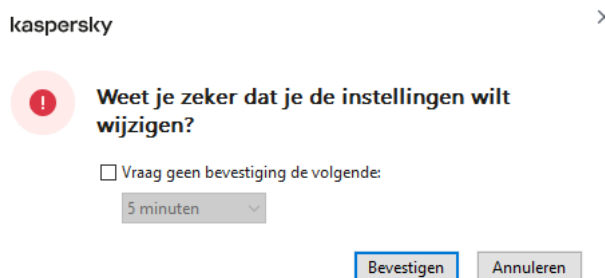 kaspersky
Weet je zeker dat je de instellingen wilt
wijzigen?
Vraag geen bevestiging de volgende:
5 minuten
Bevestigen Annuleren